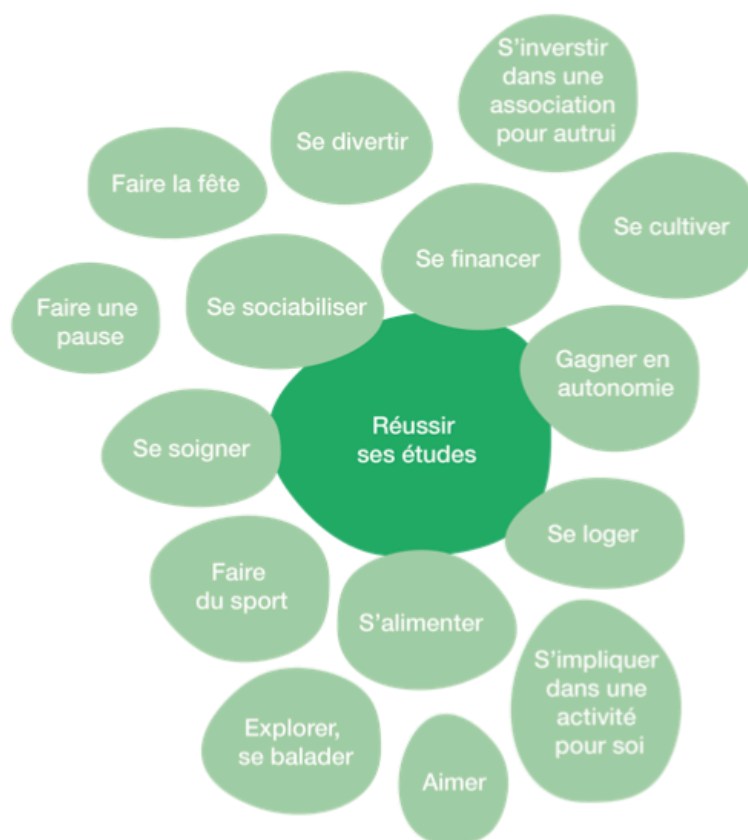 S'inverstir
dans une
association
pour autrui
Se divertir
Faire la fête
Se cultiver
Se financer
Se sociabiliser
Faire une
pause
Gagner en
autonomie
Réussir
ses études
Se soigner
Se loger
Faire
du sport
S'alimenter
S'impliquer
dans une
activité
pour soi
Explorer,
se balader
Aimer